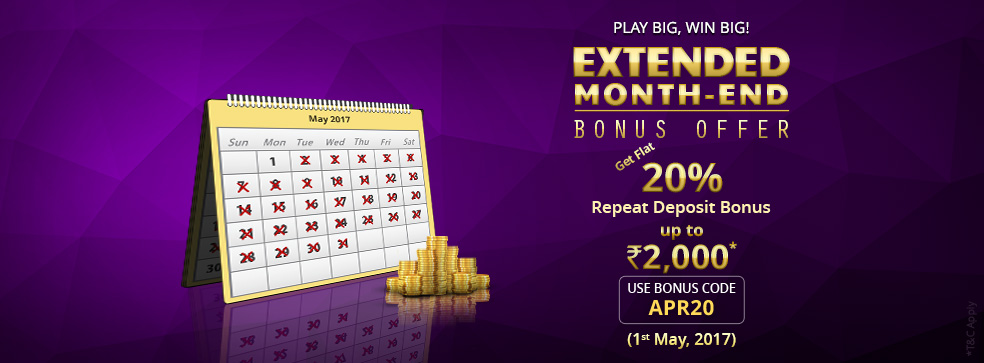 PLAY BIG, WIN BIG!
EXTENDED
MONTH-END
BONUS OFFER
Get Flat
20%
Repeat Deposit Bonus
up to
₹2,000*
USE BONUS CODE
APR20
(1st May, 2017)
*T&C Apply
May 2017
Sun Mon Tue Wed Thu Fri Sat
1 2 3 4 5 6
7 8 9 10 11 12 13
14 15 16 17 18 19 20
21 22 23 24 25 26 27
28 29 30 31
30